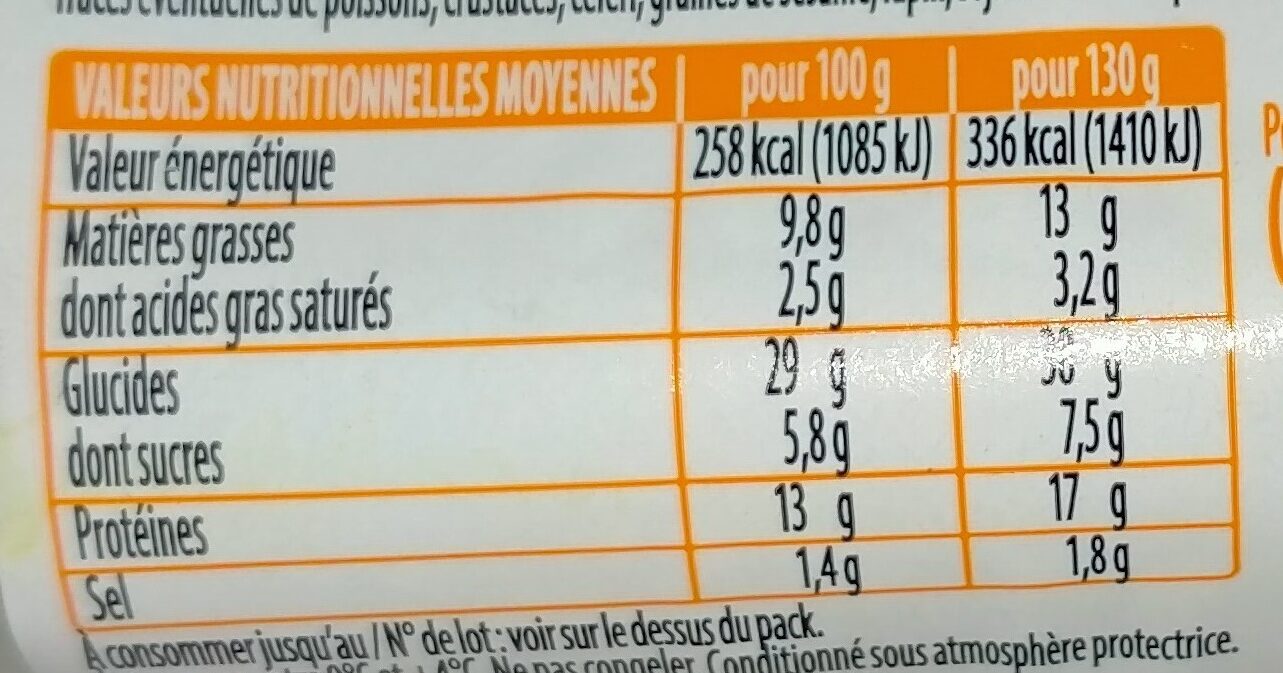 VALEURS NUTRITIONNELLES MOYENNES pour 100 g pour 130 g
Valeur énergétique 258 kcal (1085 kJ) 336 kcal (1410 kJ)
Matières grasses 9,8 g 13 g
dont acides gras saturés 2,5 g 3,2 g
Glucides 29 g g
dont sucres 5,8 g 7,5 g
Protéines 13 g 17 g
Sel 1,4 g 1,8 g
À consommer jusqu'au / N° de lot : voir sur le dessus du pack.
Ne pas congeler. Conditionné sous atmosphère protectrice.